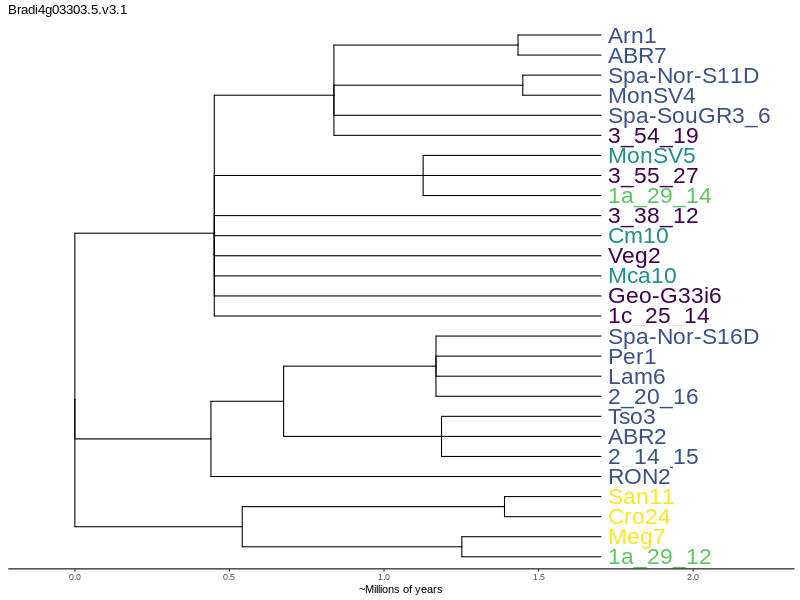 Bradi4g03303.5.v3.1
Arn1
ABR7
Spa-Nor-S11D
MonSV4
Spa-SouGR3_6
3_54_19
MonSV5
3_55_27
1a_29_14
3_38_12
Cm10
Veg2
Mca10
Geo-G33i6
1c_25_14
Spa-Nor-S16D
Per1
Lam6
2_20_16
Tso3
ABR2
2_14_15
RON2
San11
Cro24
Meg7
1a_29_12
0.0 0.5 1.0 1.5 2.0
~Millions of years